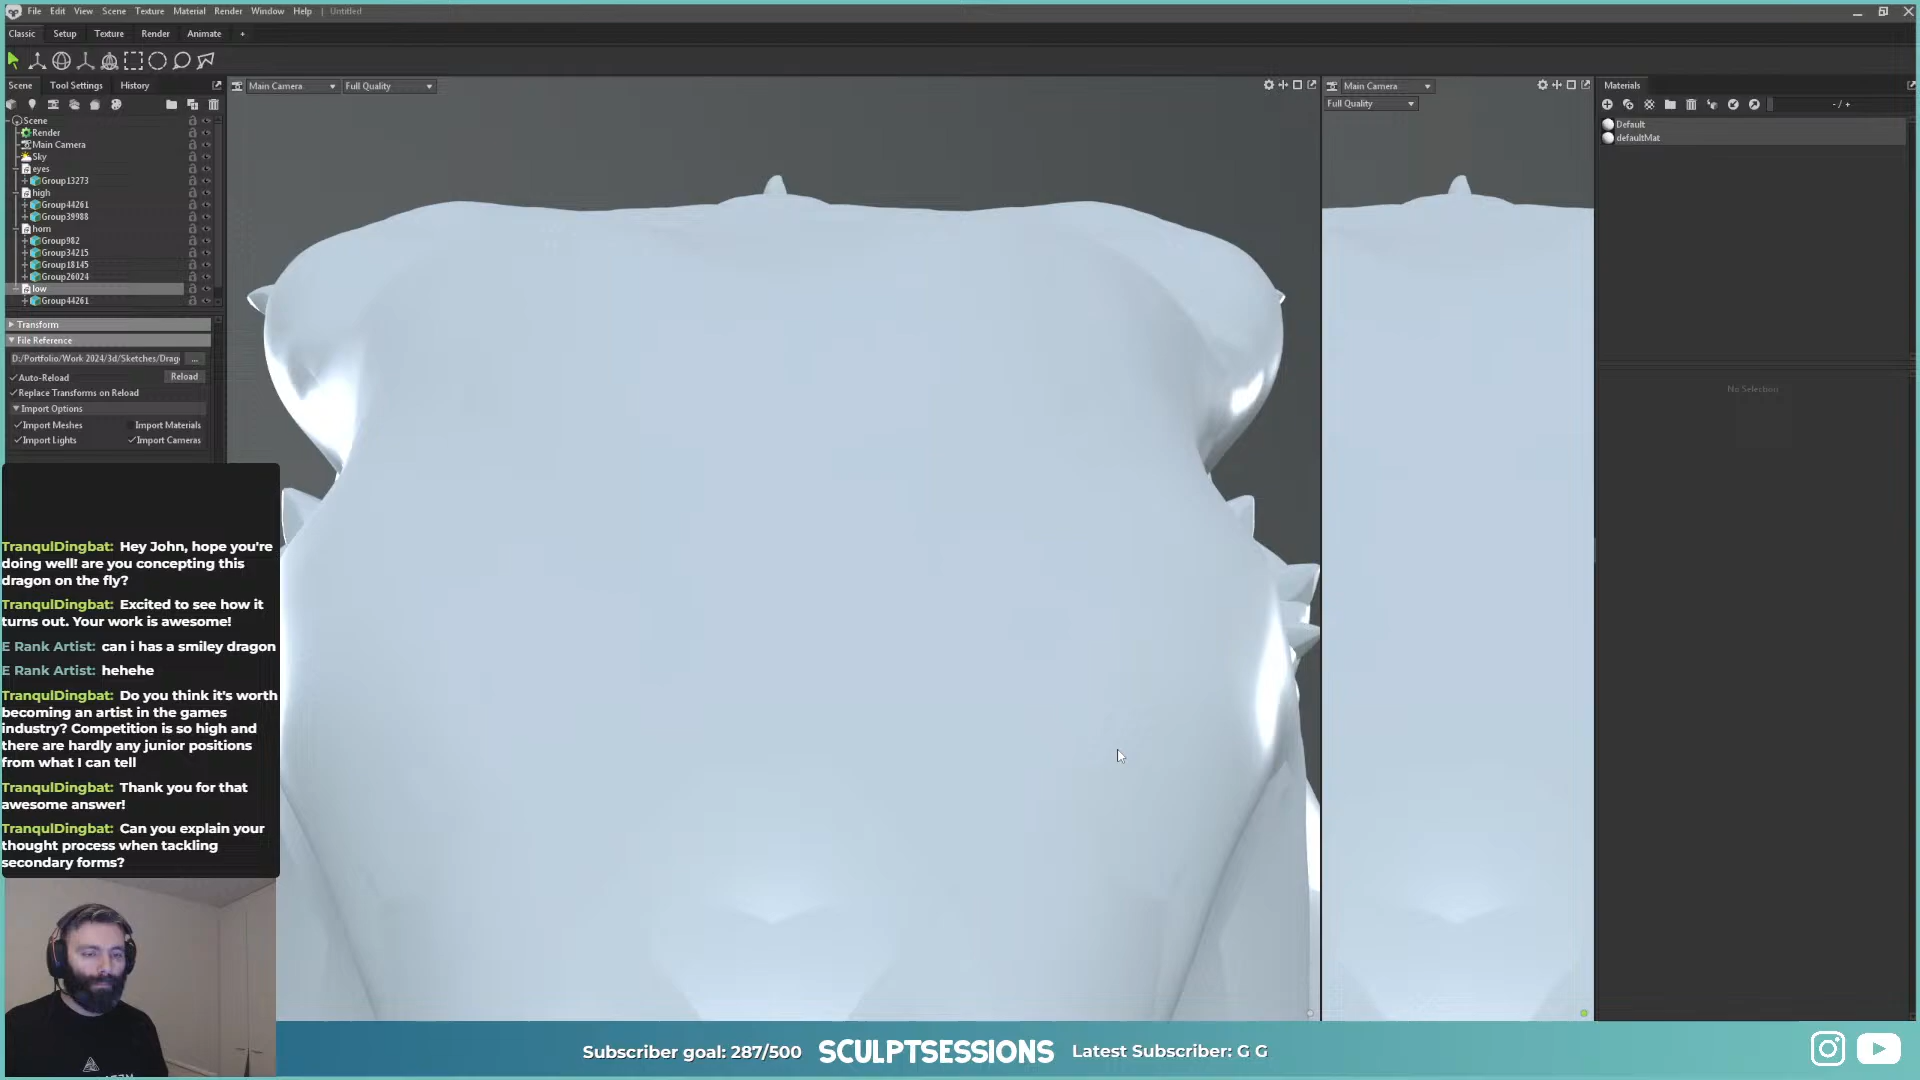 File Edit View Scene Texture Material Render Window Help | Untitled
Classic Setup Texture Render Animate +
Scene Tool Settings History
Main Camera Full Quality
Main Camera
Full Quality
Materials
- / +
Default
defaultMat
No Selection
Scene
Render
Main Camera
Sky
eyes
Group13273
high
Group44261
Group39988
horn
Group982
Group34215
Group18145
Group26024
low
Group44261
Transform
File Reference
D:/Portfolio/Work 2024/3d/Sketches/Drag ...
Auto-Reload Reload
Replace Transforms on Reload
Import Options
Import Meshes Import Materials
Import Lights Import Cameras
TranqulDingbat: Hey John, hope you're
doing well! are you concepting this
dragon on the fly?
TranqulDingbat: Excited to see how it
turns out. Your work is awesome!
E Rank Artist: can i has a smiley dragon
E Rank Artist: hehehe
TranqulDingbat: Do you think it's worth
becoming an artist in the games
industry? Competition is so high and
there are hardly any junior positions
from what I can tell
TranqulDingbat: Thank you for that
awesome answer!
TranqulDingbat: Can you explain your
thought process when tackling
secondary forms?
Subscriber goal: 287/500 SCULPTSESSIONS Latest Subscriber: G G